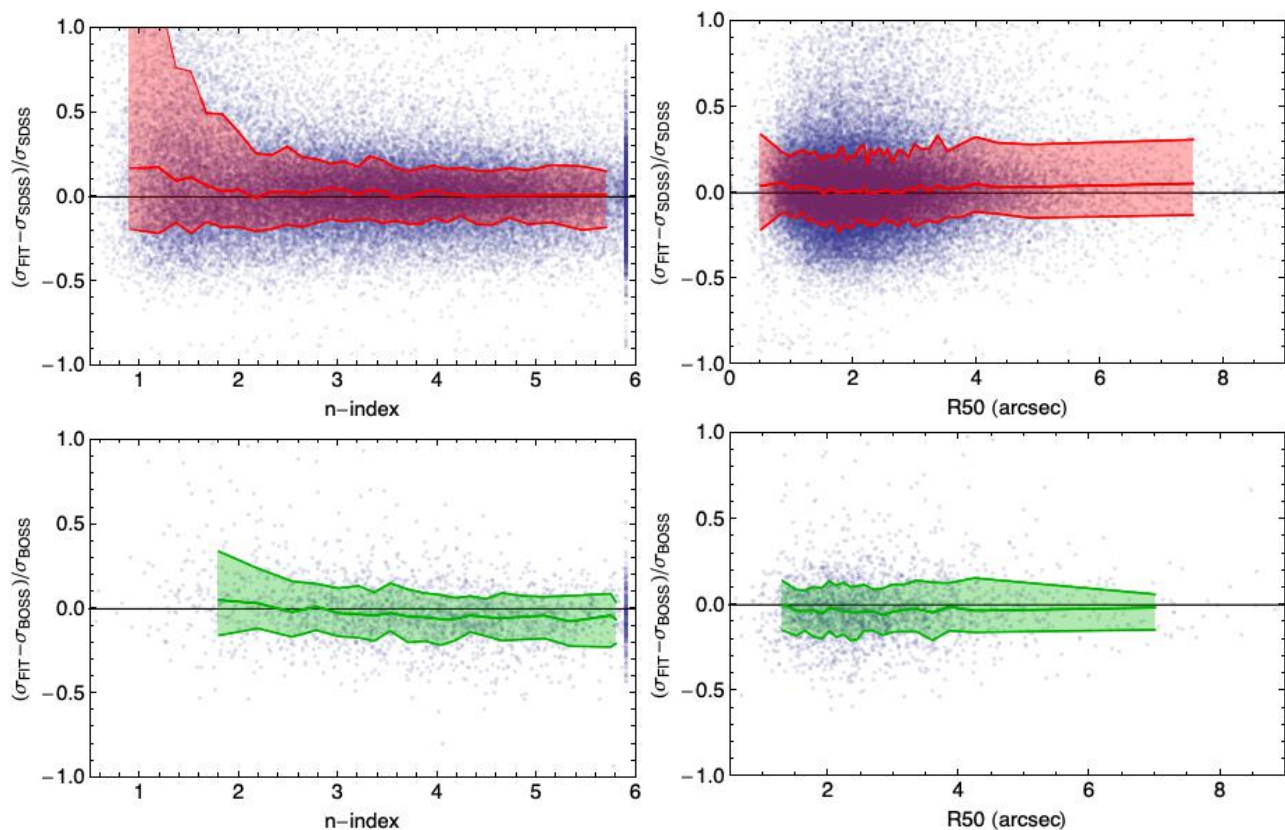 1.0
0.5
0.0
−0.5
−1.0
(σFIT−σSDSS)/σSDSS
1 2 3 4 5 6
n−index
1.0
0.5
0.0
−0.5
−1.0
(σFIT−σSDSS)/σSDSS
0 2 4 6 8
R50 (arcsec)
1.0
0.5
0.0
−0.5
−1.0
(σFIT−σBOSS)/σBOSS
1 2 3 4 5 6
n−index
1.0
0.5
0.0
−0.5
−1.0
(σFIT−σBOSS)/σBOSS
2 4 6 8
R50 (arcsec)